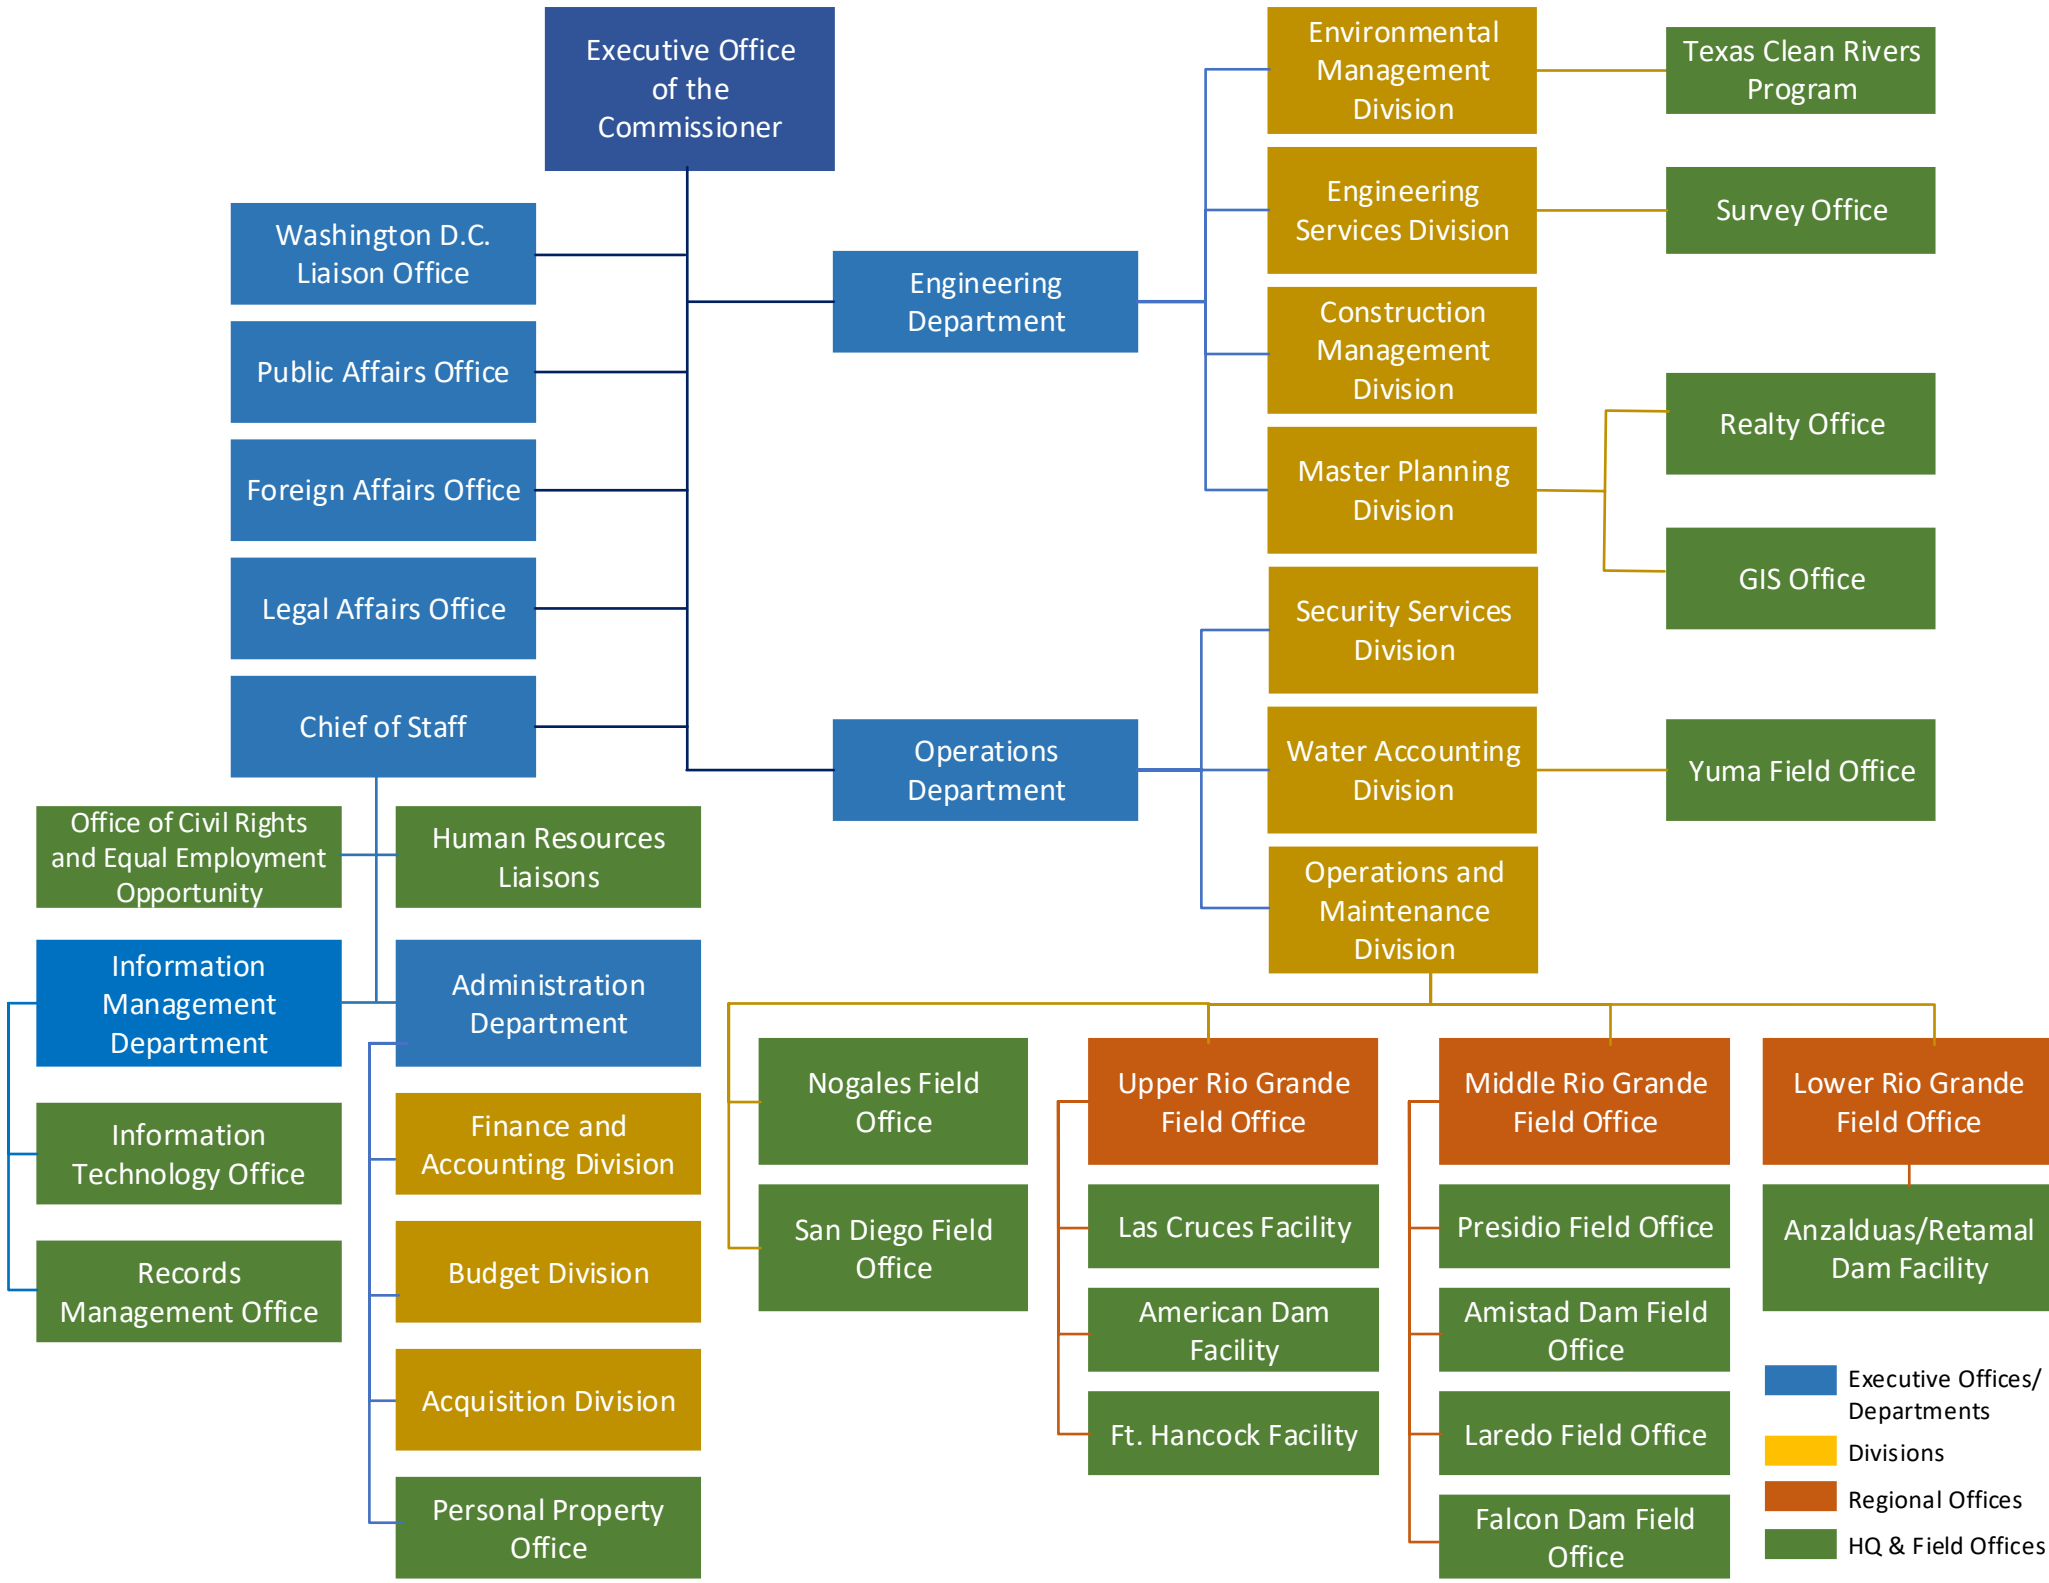 Executive Office
of the
Commissioner
Washington D.C.
Liaison Office
Public Affairs Office
Foreign Affairs Office
Legal Affairs Office
Chief of Staff
Office of Civil Rights
and Equal Employment
Opportunity
Human Resources
Liaisons
Information
Management
Department
Administration
Department
Information
Technology Office
Records
Management Office
Finance and
Accounting Division
Budget Division
Acquisition Division
Personal Property
Office
Engineering
Department
Environmental
Management
Division
Texas Clean Rivers
Program
Engineering
Services Division
Survey Office
Construction
Management
Division
Master Planning
Division
Realty Office
GIS Office
Operations
Department
Security Services
Division
Water Accounting
Division
Yuma Field Office
Operations and
Maintenance
Division
Nogales Field
Office
San Diego Field
Office
Upper Rio Grande
Field Office
Las Cruces Facility
American Dam
Facility
Ft. Hancock Facility
Middle Rio Grande
Field Office
Presidio Field Office
Amistad Dam Field
Office
Laredo Field Office
Falcon Dam Field
Office
Lower Rio Grande
Field Office
Anzalduas/Retamal
Dam Facility
Executive Offices/
Departments
Divisions
Regional Offices
HQ & Field Offices